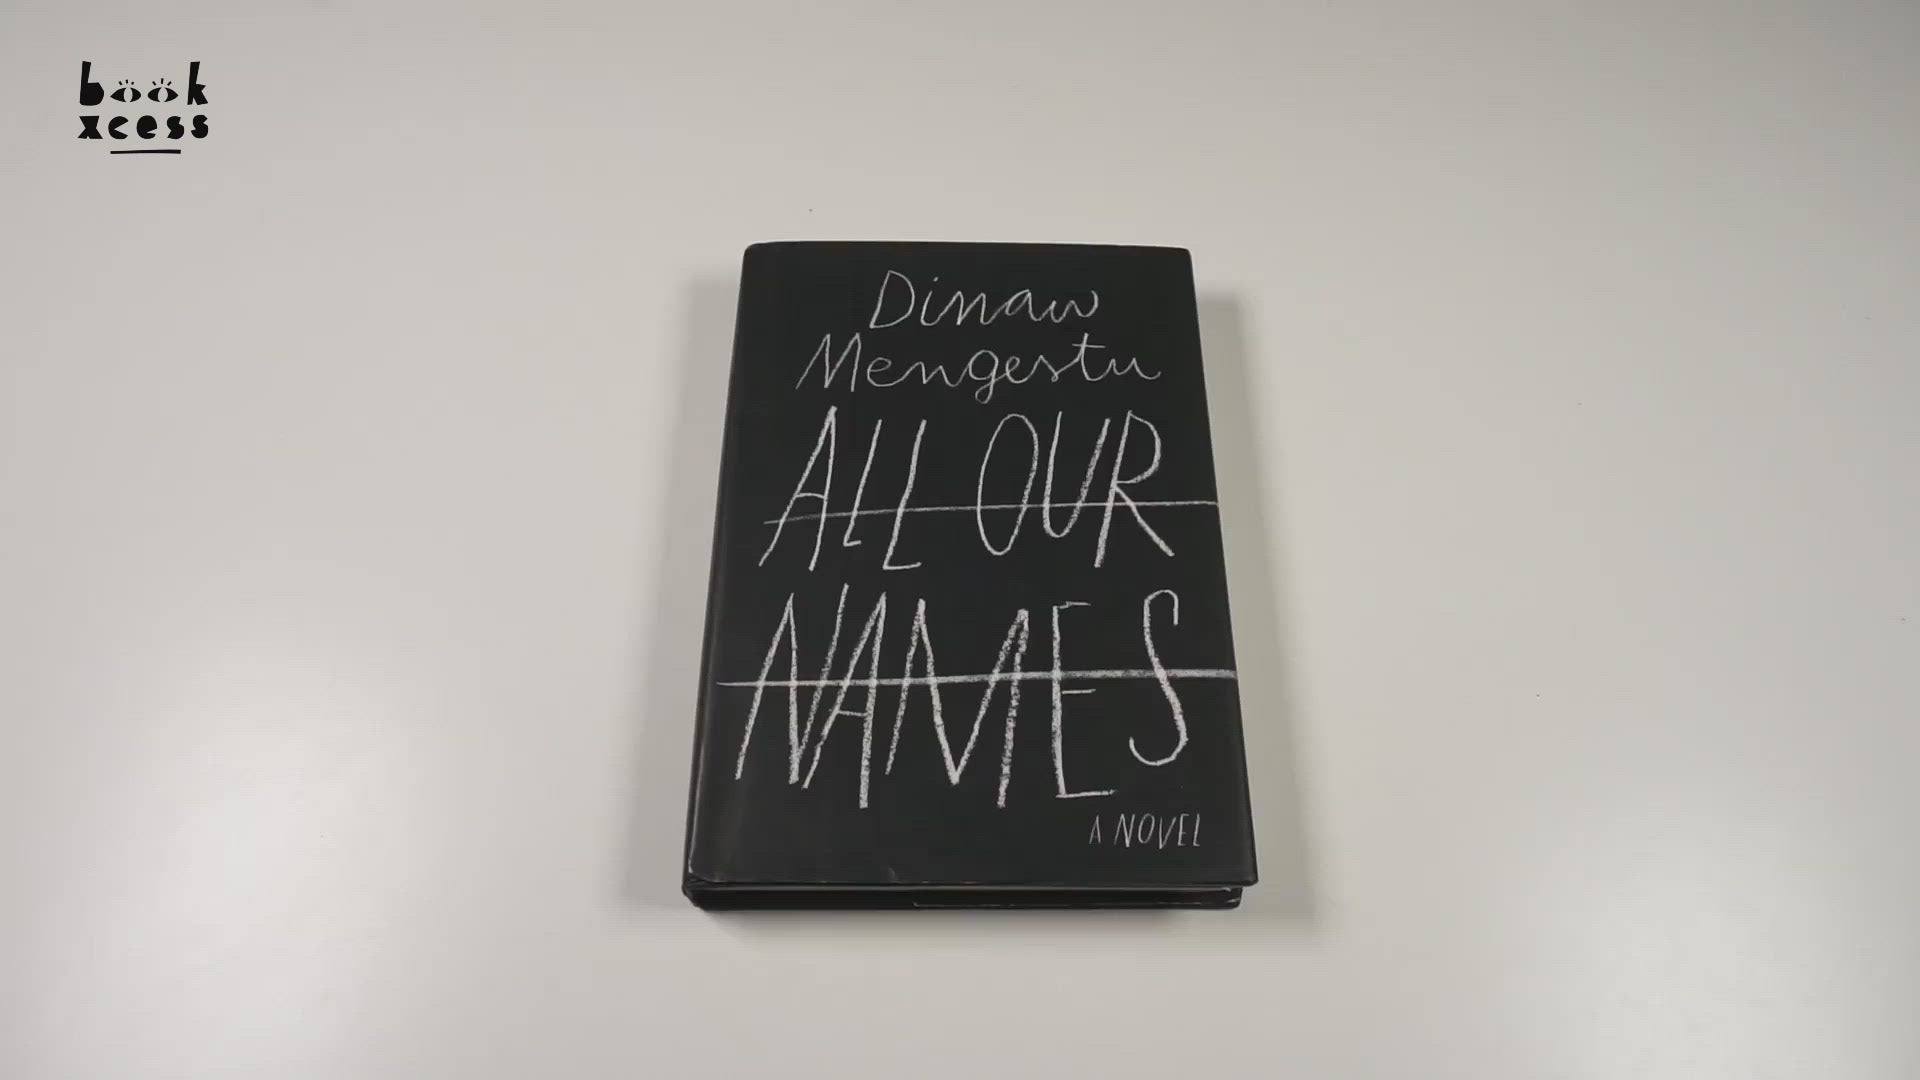 book
xcess
Dinaw
Mengestu
ALL OUR
NAMES
A NOVEL